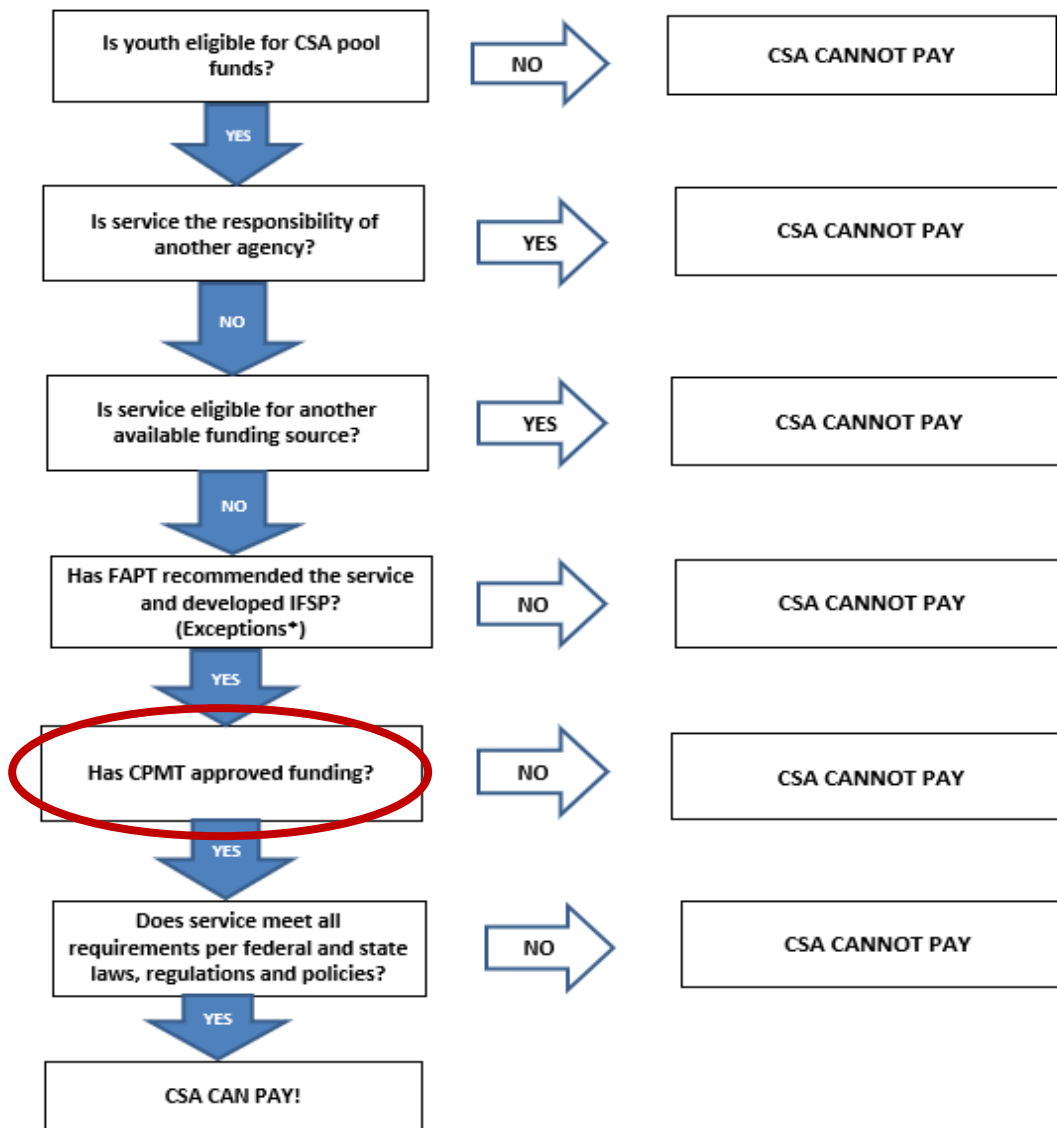 Is youth eligible for CSA pool
funds?
NO
CSA CANNOT PAY
YES
Is service the responsibility of
another agency?
YES
CSA CANNOT PAY
NO
Is service eligible for another
available funding source?
YES
CSA CANNOT PAY
NO
Has FAPT recommended the service
and developed IFSP?
(Exceptions*)
NO
CSA CANNOT PAY
YES
Has CPMT approved funding?
NO
CSA CANNOT PAY
YES
Does service meet all
requirements per federal and state
laws, regulations and policies?
NO
CSA CANNOT PAY
YES
CSA CAN PAY!